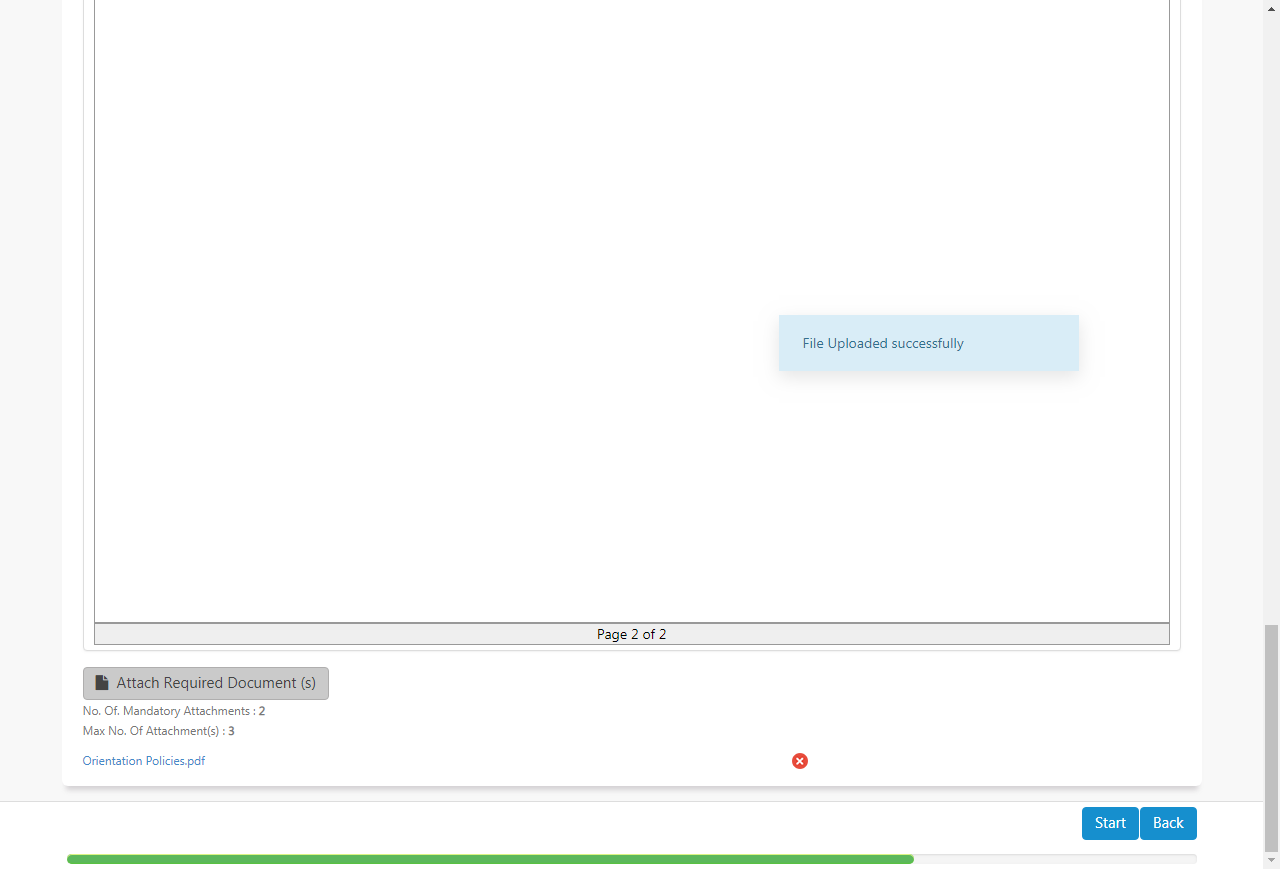 File Uploaded successfully
Page 2 of 2
Attach Required Document (s)
No. Of. Mandatory Attachments : 2
Max No. Of Attachment(s) : 3
Orientation Policies.pdf
Start Back